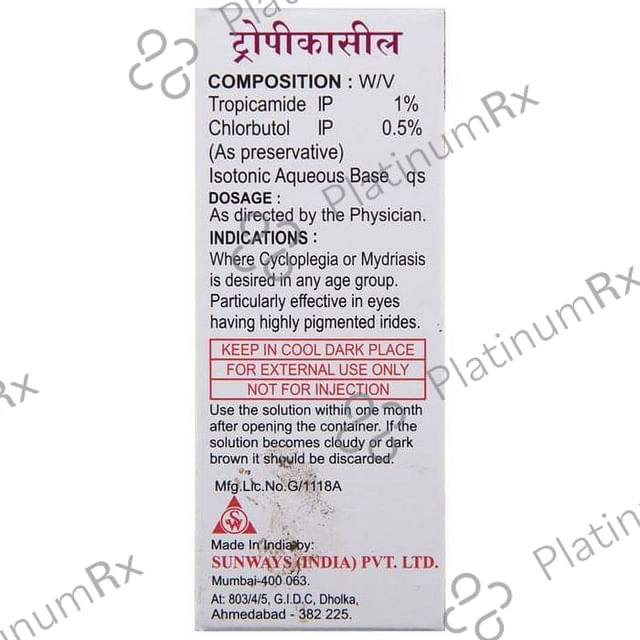 ट्रोपीकासील
COMPOSITION : W/V
Tropicamide IP 1%
Chlorbutol IP 0.5%
(As preservative)
Isotonic Aqueous Base qs
DOSAGE :
As directed by the Physician.
INDICATIONS :
Where Cycloplegia or Mydriasis
is desired in any age group.
Particularly effective in eyes
having highly pigmented irides.
KEEP IN COOL DARK PLACE
FOR EXTERNAL USE ONLY
NOT FOR INJECTION
Use the solution within one month
after opening the container. If the
solution becomes cloudy or dark
brown it should be discarded.
Mfg.Lic.No.G/1118A
SW
Made In India by:
SUNWAYS (INDIA) PVT. LTD.
Mumbai-400 063.
At: 803/4/5, G.I.D.C, Dholka,
Ahmedabad - 382 225.
PlatinumRx
PlatinumRx
PlatinumRx
PlatinumRx
PlatinumRx